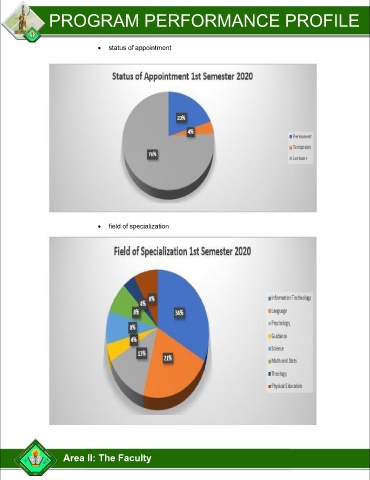 PROGRAM PERFORMANCE PROFILE
• status of appointment
Status of Appointment 1st Semester 2020
20%
4%
76%
Permanent
Temporary
Lecturer
• field of specialization
Field of Specialization 1st Semester 2020
8%
4%
8%
8%
4%
13%
21%
34%
Information Technology
Language
Psychology
Guidance
Science
Math and Stats
Theology
Physical Education
Area II: The Faculty